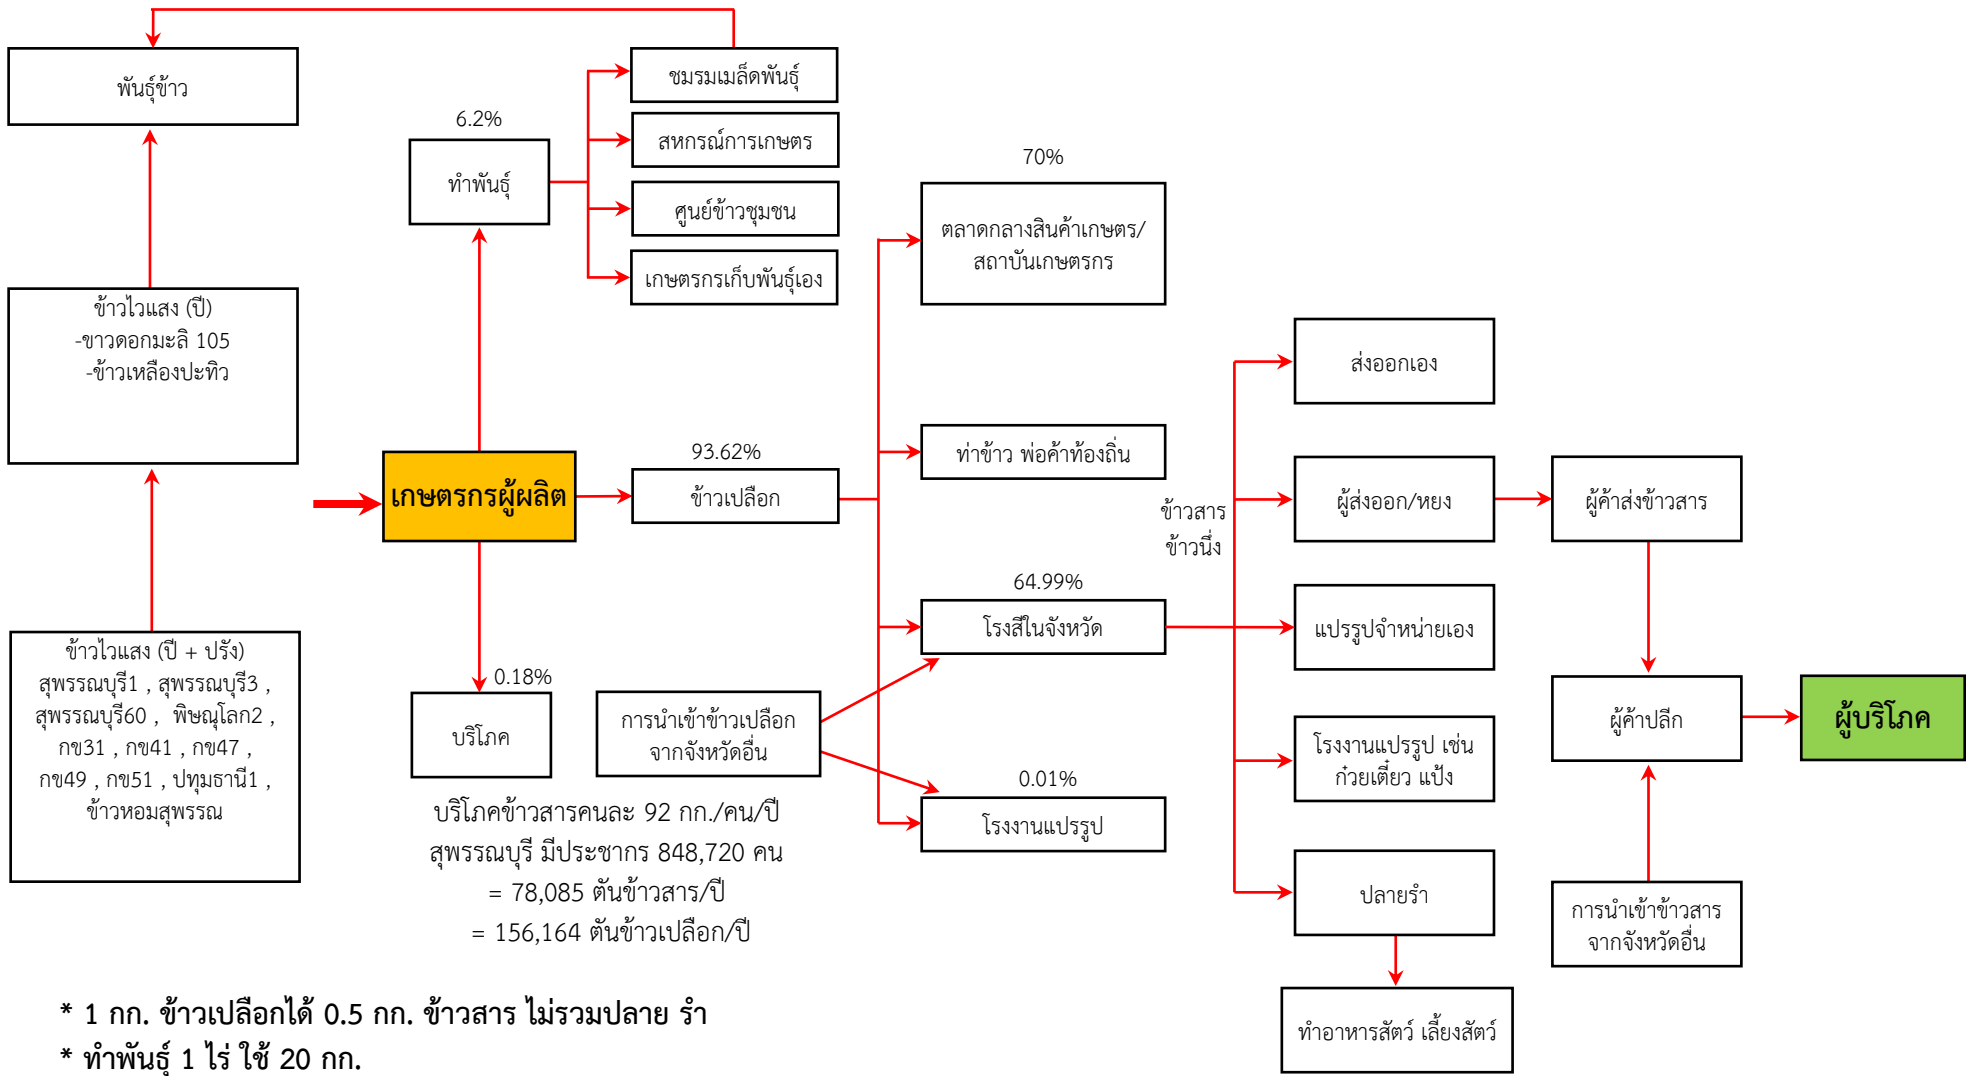 พันธุ์ข้าว
ข้าวไวแสง (ปี)
-ขาวดอกมะลิ 105
-ข้าวเหลืองปะทิว
ข้าวไวแสง (ปี + ปรัง)
สุพรรณบุรี1 , สุพรรณบุรี3 ,
สุพรรณบุรี60 , พิษณุโลก2 ,
กข31 , กข41 , กข47 ,
กข49 , กข51 , ปทุมธานี1 ,
ข้าวหอมสุพรรณ
6.2%
ทำพันธุ์
ชมรมเมล็ดพันธุ์
สหกรณ์การเกษตร
ศูนย์ข้าวชุมชน
เกษตรกรเก็บพันธุ์เอง
เกษตรกรผู้ผลิต
93.62%
ข้าวเปลือก
0.18%
บริโภค
การนำเข้าข้าวเปลือก
จากจังหวัดอื่น
บริโภคข้าวสารคนละ 92 กก./คน/ปี
สุพรรณบุรี มีประชากร 848,720 คน
= 78,085 ตันข้าวสาร/ปี
= 156,164 ตันข้าวเปลือก/ปี
70%
ตลาดกลางสินค้าเกษตร/
สถาบันเกษตรกร
ท่าข้าว พ่อค้าท้องถิ่น
64.99%
โรงสีในจังหวัด
0.01%
โรงงานแปรรูป
ข้าวสาร
ข้าวนึ่ง
ส่งออกเอง
ผู้ส่งออก/หยง
แปรรูปจำหน่ายเอง
โรงงานแปรรูป เช่น
ก๋วยเตี๋ยว แป้ง
ปลายรำ
ทำอาหารสัตว์ เลี้ยงสัตว์
ผู้ค้าส่งข้าวสาร
ผู้ค้าปลีก
การนำเข้าข้าวสาร
จากจังหวัดอื่น
ผู้บริโภค
* 1 กก. ข้าวเปลือกได้ 0.5 กก. ข้าวสาร ไม่รวมปลาย รำ
* ทำพันธุ์ 1 ไร่ ใช้ 20 กก.